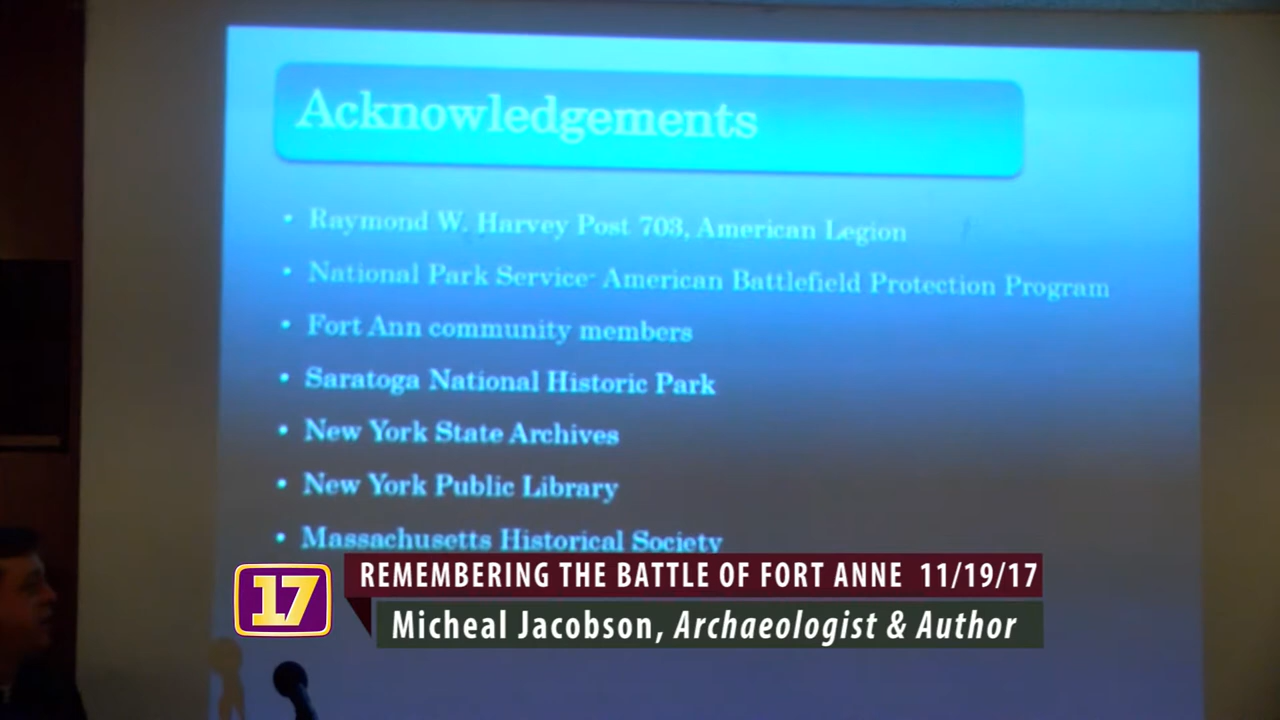 Acknowledgements
• Raymond W. Harvey Post 703, American Legion
• National Park Service- American Battlefield Protection Program
• Fort Ann community members
• Saratoga National Historic Park
• New York State Archives
• New York Public Library
• Massachusetts Historical Society
17
REMEMBERING THE BATTLE OF FORT ANNE 11/19/17
Micheal Jacobson, Archaeologist & Author